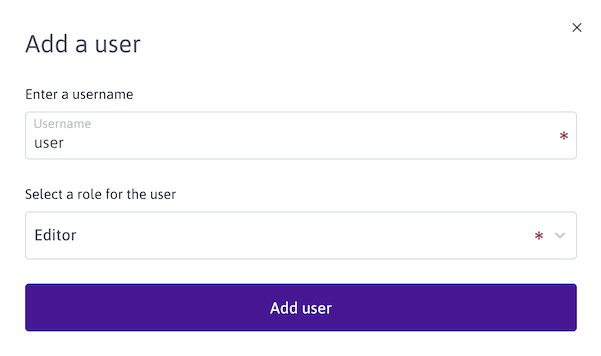 Add a user
Enter a username
Username
user
*
Select a role for the user
Editor
*
Add user